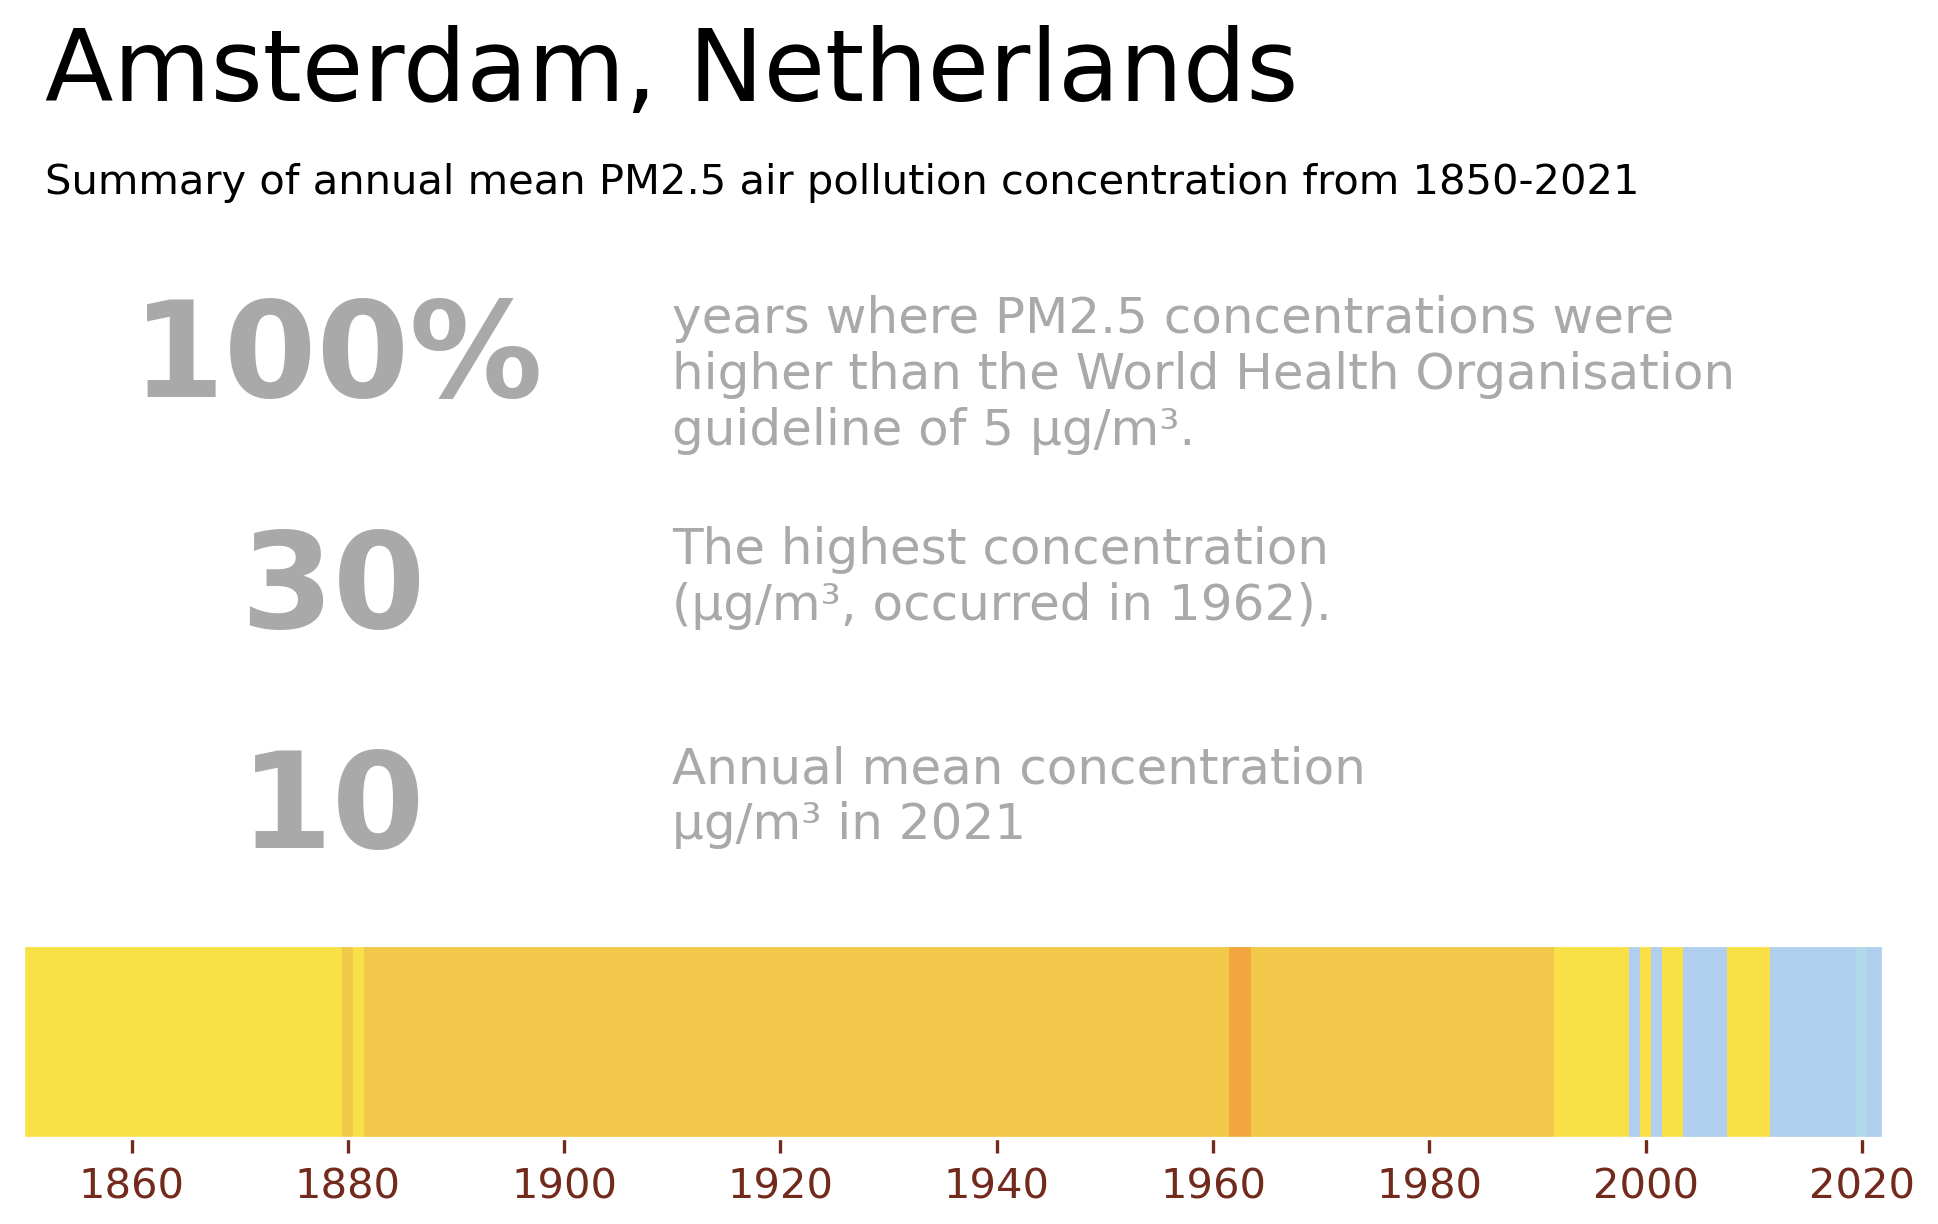 Amsterdam, Netherlands
Summary of annual mean PM2.5 air pollution concentration from 1850-2021
100%
years where PM2.5 concentrations were
higher than the World Health Organisation
guideline of 5 µg/m³.
30
The highest concentration
(µg/m³, occurred in 1962).
10
Annual mean concentration
µg/m³ in 2021
1860 1880 1900 1920 1940 1960 1980 2000 2020